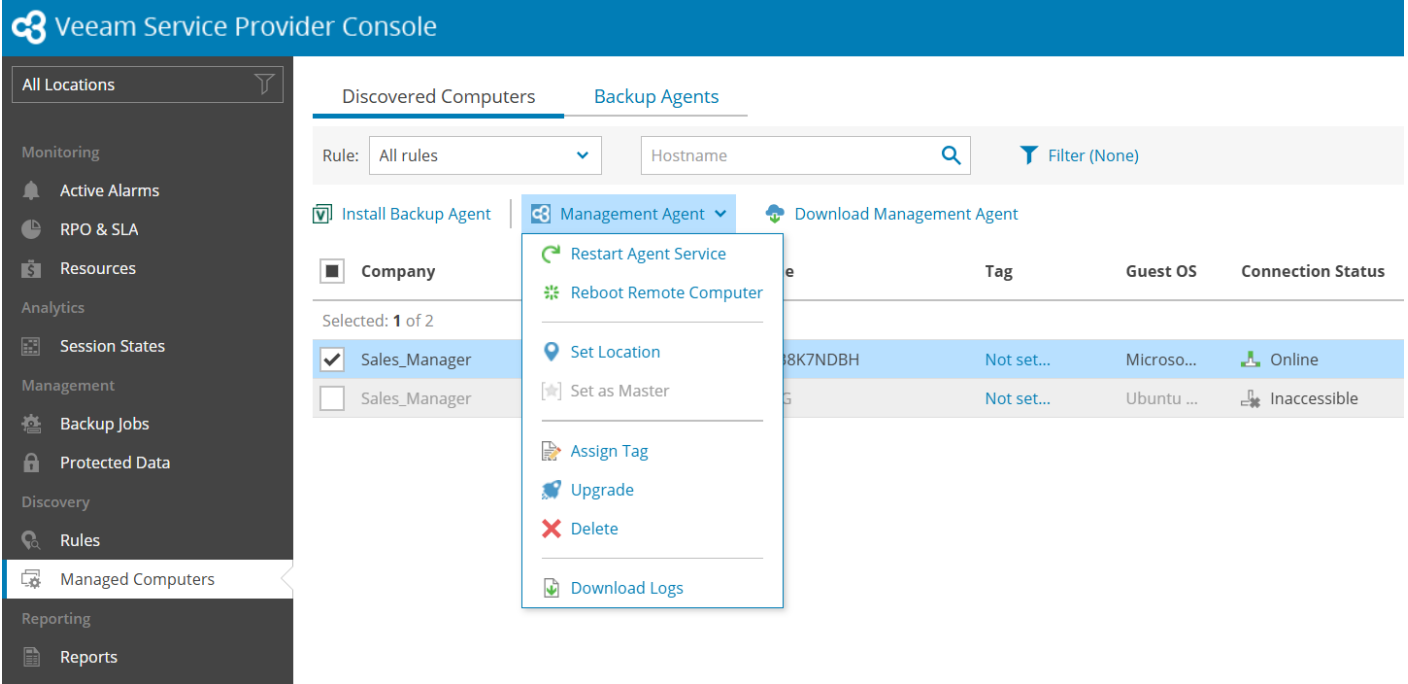 Veeam Service Provider Console
All Locations
Monitoring
Active Alarms
RPO & SLA
Resources
Analytics
Session States
Management
Backup Jobs
Protected Data
Discovery
Rules
Managed Computers
Reporting
Reports
Discovered Computers Backup Agents
Rule: All rules Hostname Filter (None)
Install Backup Agent Management Agent Download Management Agent
Company e Tag Guest OS Connection Status
Selected: 1 of 2
Sales_Manager 38K7NDBH Not set... Microso... Online
Sales_Manager G Not set... Ubuntu ... Inaccessible
Restart Agent Service
Reboot Remote Computer
Set Location
Set as Master
Assign Tag
Upgrade
Delete
Download Logs